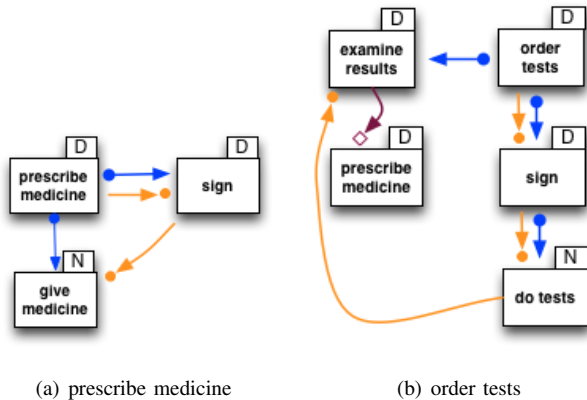 D
prescribe
medicine
D
sign
N
give
medicine
(a) prescribe medicine
D
examine
results
D
order
tests
D
prescribe
medicine
D
sign
N
do tests
(b) order tests